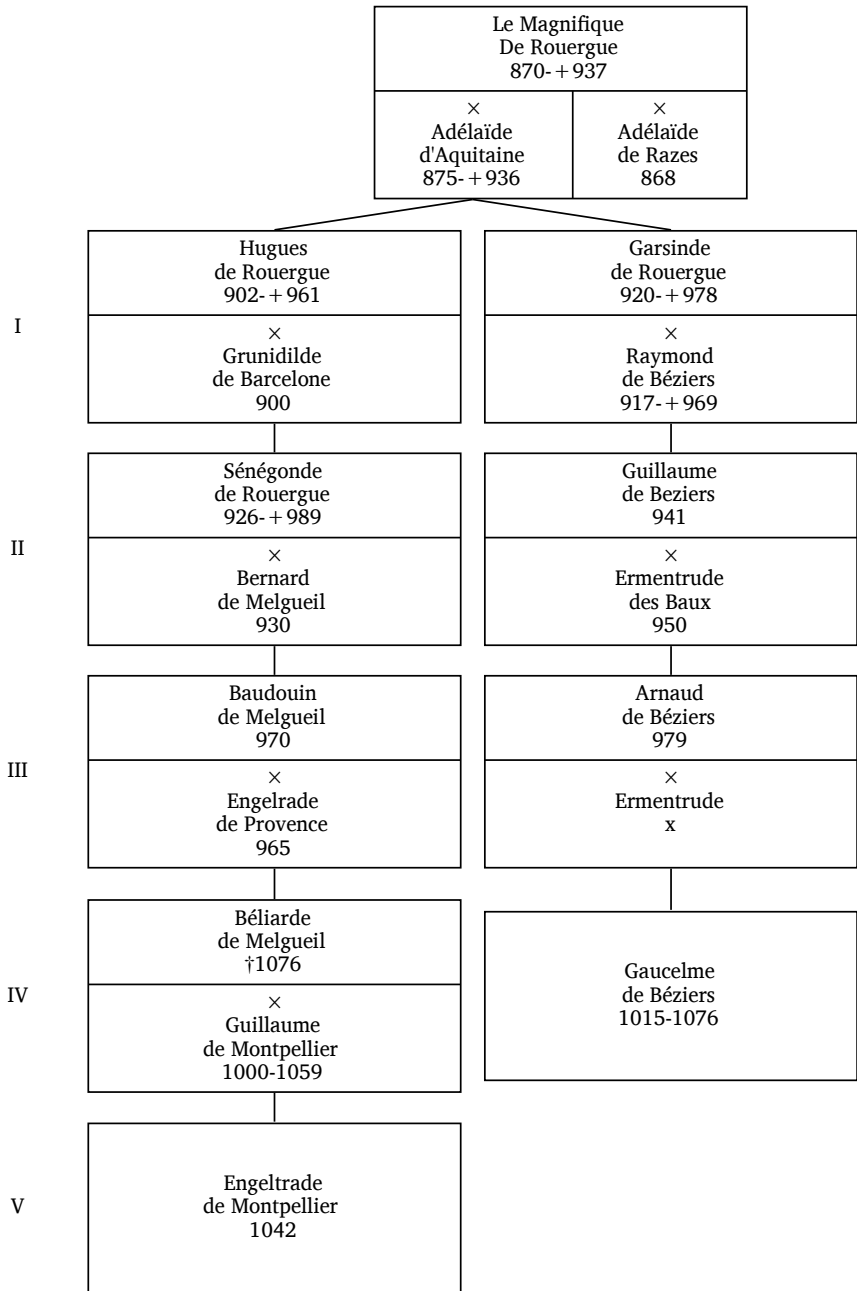 Le Magnifique
De Rouergue
870-+937
×
Adélaïde
d'Aquitaine
875-+936
×
Adélaïde
de Razes
868
I
Hugues
de Rouergue
902-+961
×
Grunidilde
de Barcelone
900
Garsinde
de Rouergue
920-+978
×
Raymond
de Béziers
917-+969
II
Sénégonde
de Rouergue
926-+989
×
Bernard
de Melgueil
930
Guillaume
de Beziers
941
×
Ermentrude
des Baux
950
III
Baudouin
de Melgueil
970
×
Engelrade
de Provence
965
Arnaud
de Béziers
979
×
Ermentrude
x
IV
Béliarde
de Melgueil
†1076
×
Guillaume
de Montpellier
1000-1059
Gaucelme
de Béziers
1015-1076
V
Engeltrade
de Montpellier
1042